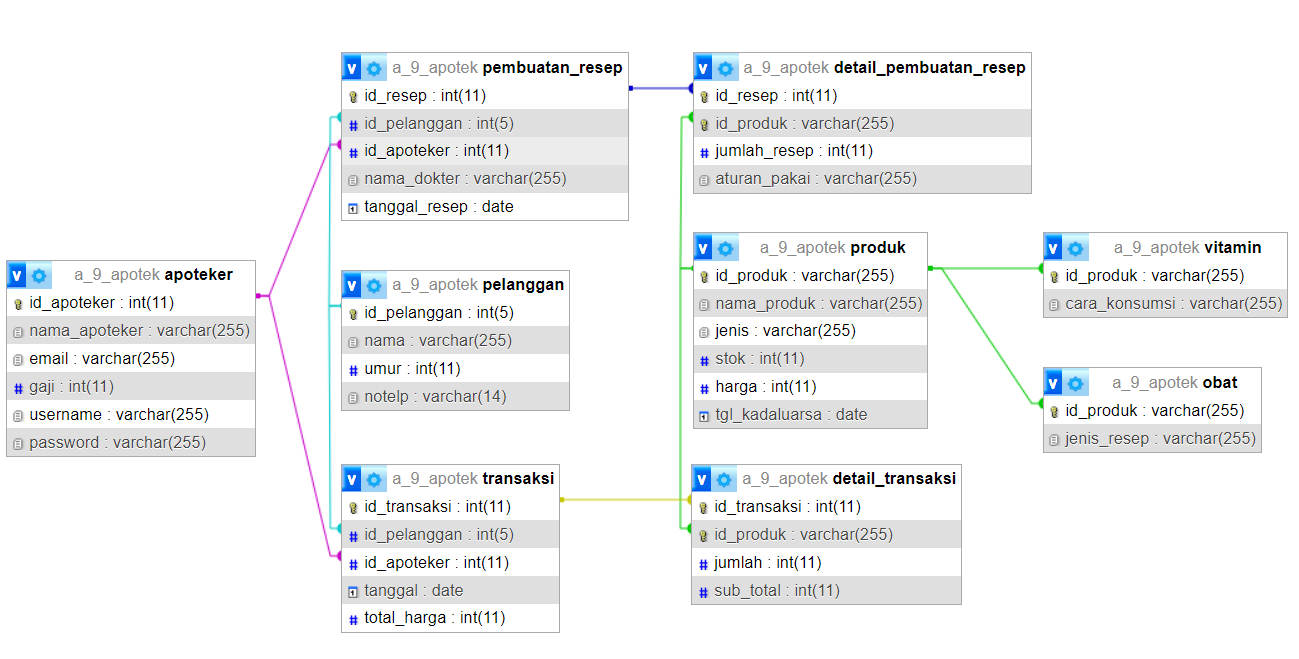 v a_9_apotek pembuatan_resep
id_resep : int(11)
# id_pelanggan : int(5)
# id_apoteker : int(11)
nama_dokter : varchar(255)
tanggal_resep : date
v a_9_apotek detail_pembuatan_resep
id_resep : int(11)
id_produk : varchar(255)
# jumlah_resep : int(11)
aturan_pakai : varchar(255)
v a_9_apotek apoteker
id_apoteker : int(11)
nama_apoteker : varchar(255)
email : varchar(255)
# gaji : int(11)
username : varchar(255)
password : varchar(255)
v a_9_apotek pelanggan
id_pelanggan : int(5)
nama : varchar(255)
# umur : int(11)
notelp : varchar(14)
v a_9_apotek produk
id_produk : varchar(255)
nama_produk : varchar(255)
jenis : varchar(255)
# stok : int(11)
# harga : int(11)
tgl_kadaluarsa : date
v a_9_apotek vitamin
id_produk : varchar(255)
cara_konsumsi : varchar(255)
v a_9_apotek obat
id_produk : varchar(255)
jenis_resep : varchar(255)
v a_9_apotek transaksi
id_transaksi : int(11)
# id_pelanggan : int(5)
# id_apoteker : int(11)
tanggal : date
# total_harga : int(11)
v a_9_apotek detail_transaksi
id_transaksi : int(11)
id_produk : varchar(255)
# jumlah : int(11)
# sub_total : int(11)